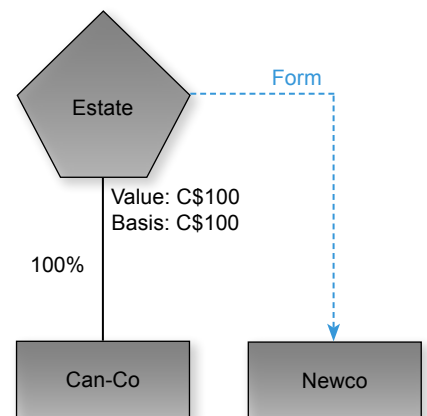 Form
Estate
Value: C$100
Basis: C$100
100%
Can-Co
Newco